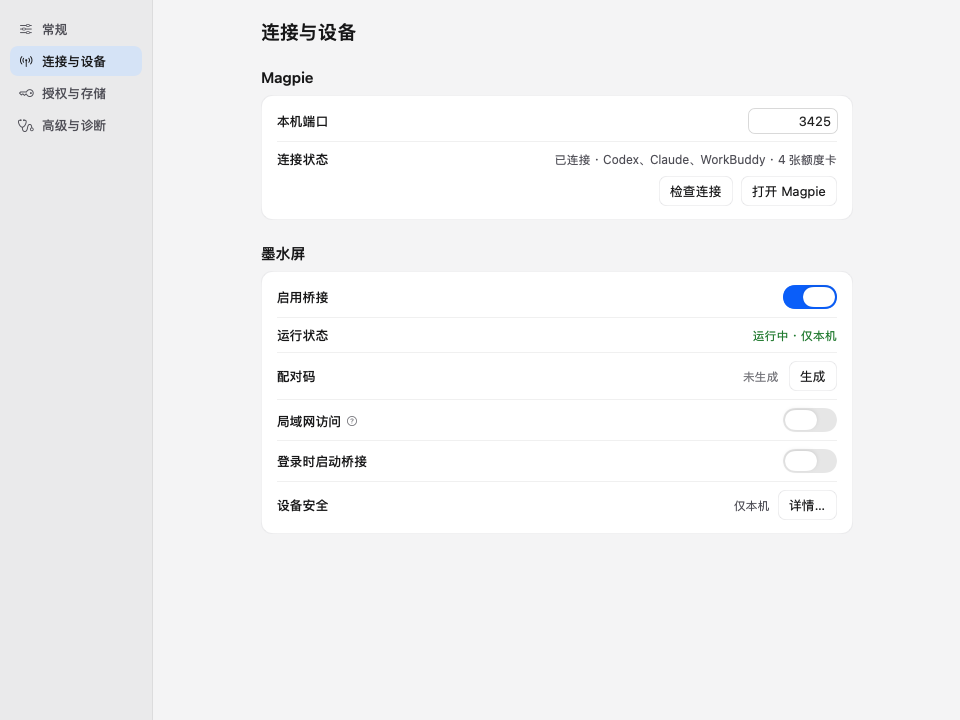 常规
连接与设备
授权与存储
高级与诊断
连接与设备
Magpie
本机端口
3425
连接状态
已连接 · Codex、Claude、WorkBuddy · 4 张额度卡
检查连接
打开 Magpie
墨水屏
启用桥接
运行状态
运行中 · 仅本机
配对码
未生成
生成
局域网访问
登录时启动桥接
设备安全
仅本机
详情...